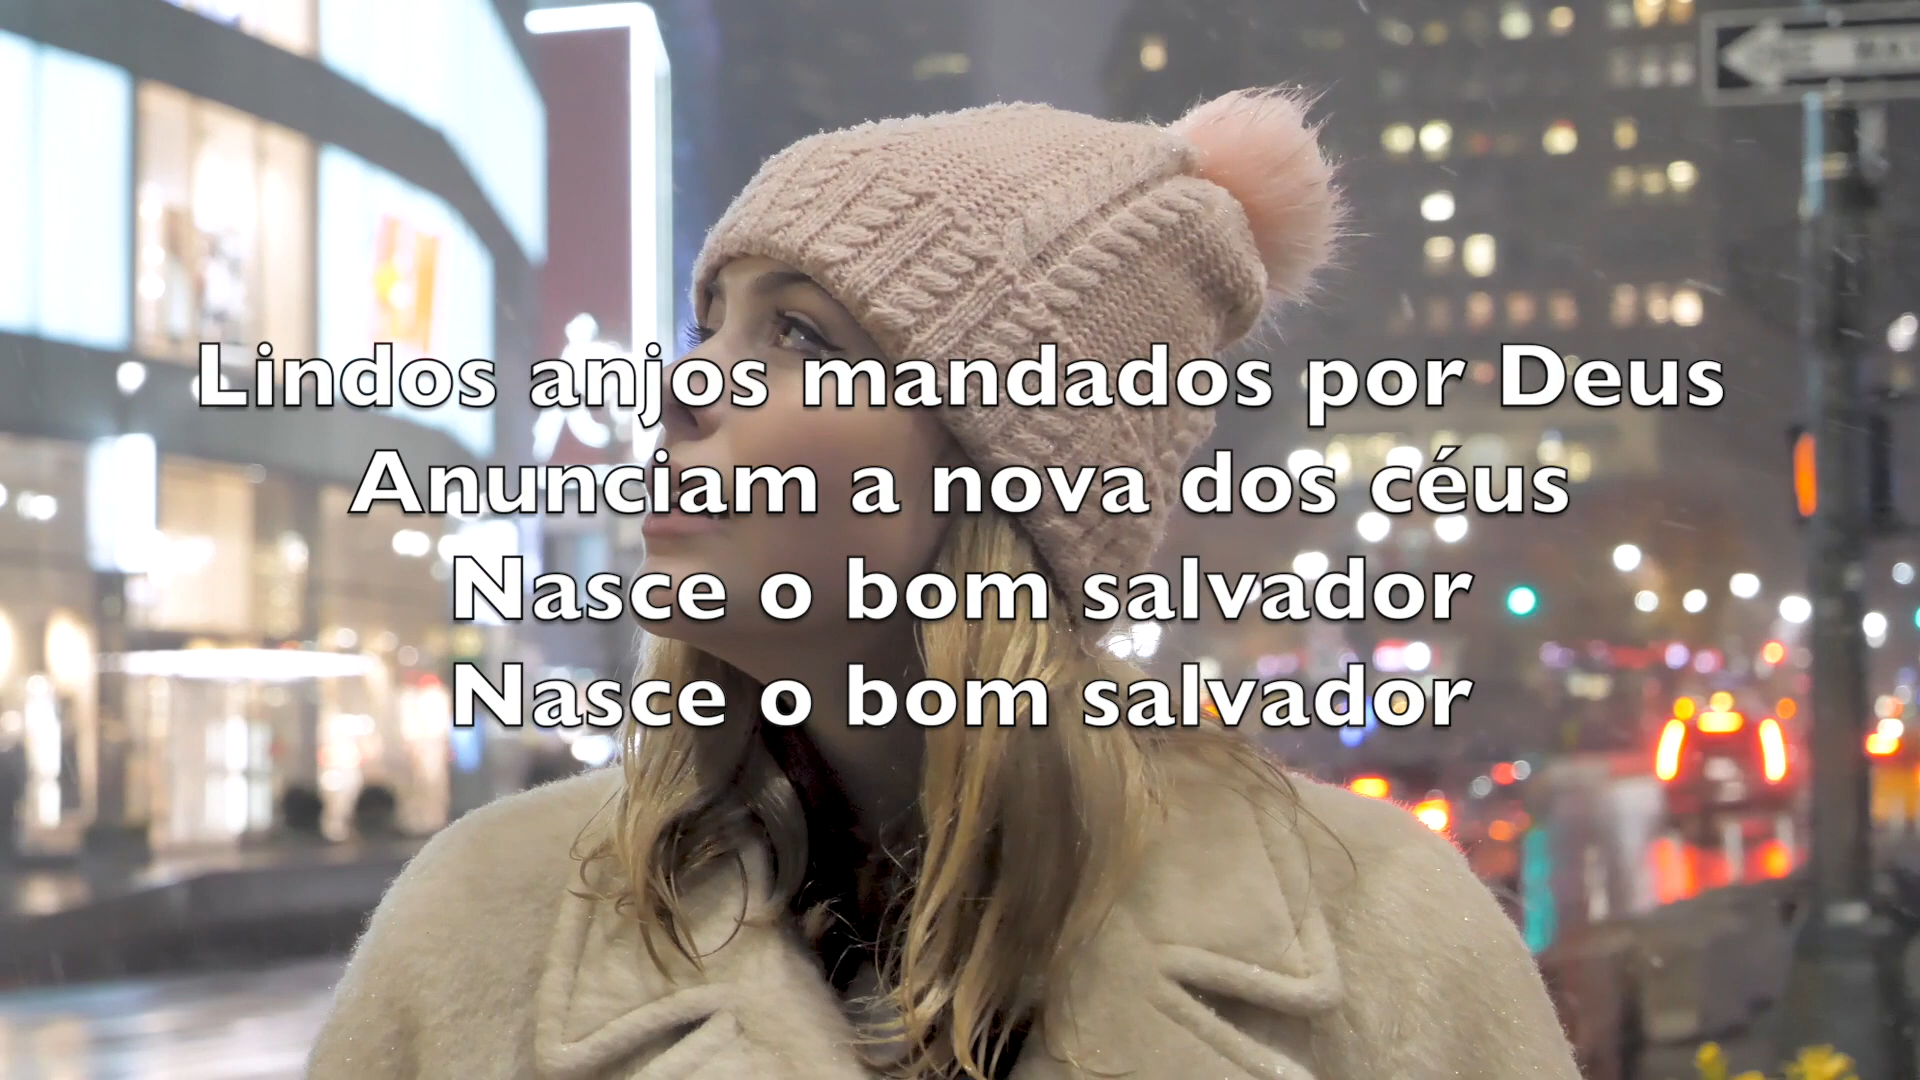 Lindos anjos mandados por Deus
Anunciam a nova dos céus
Nasce o bom salvador
Nasce o bom salvador